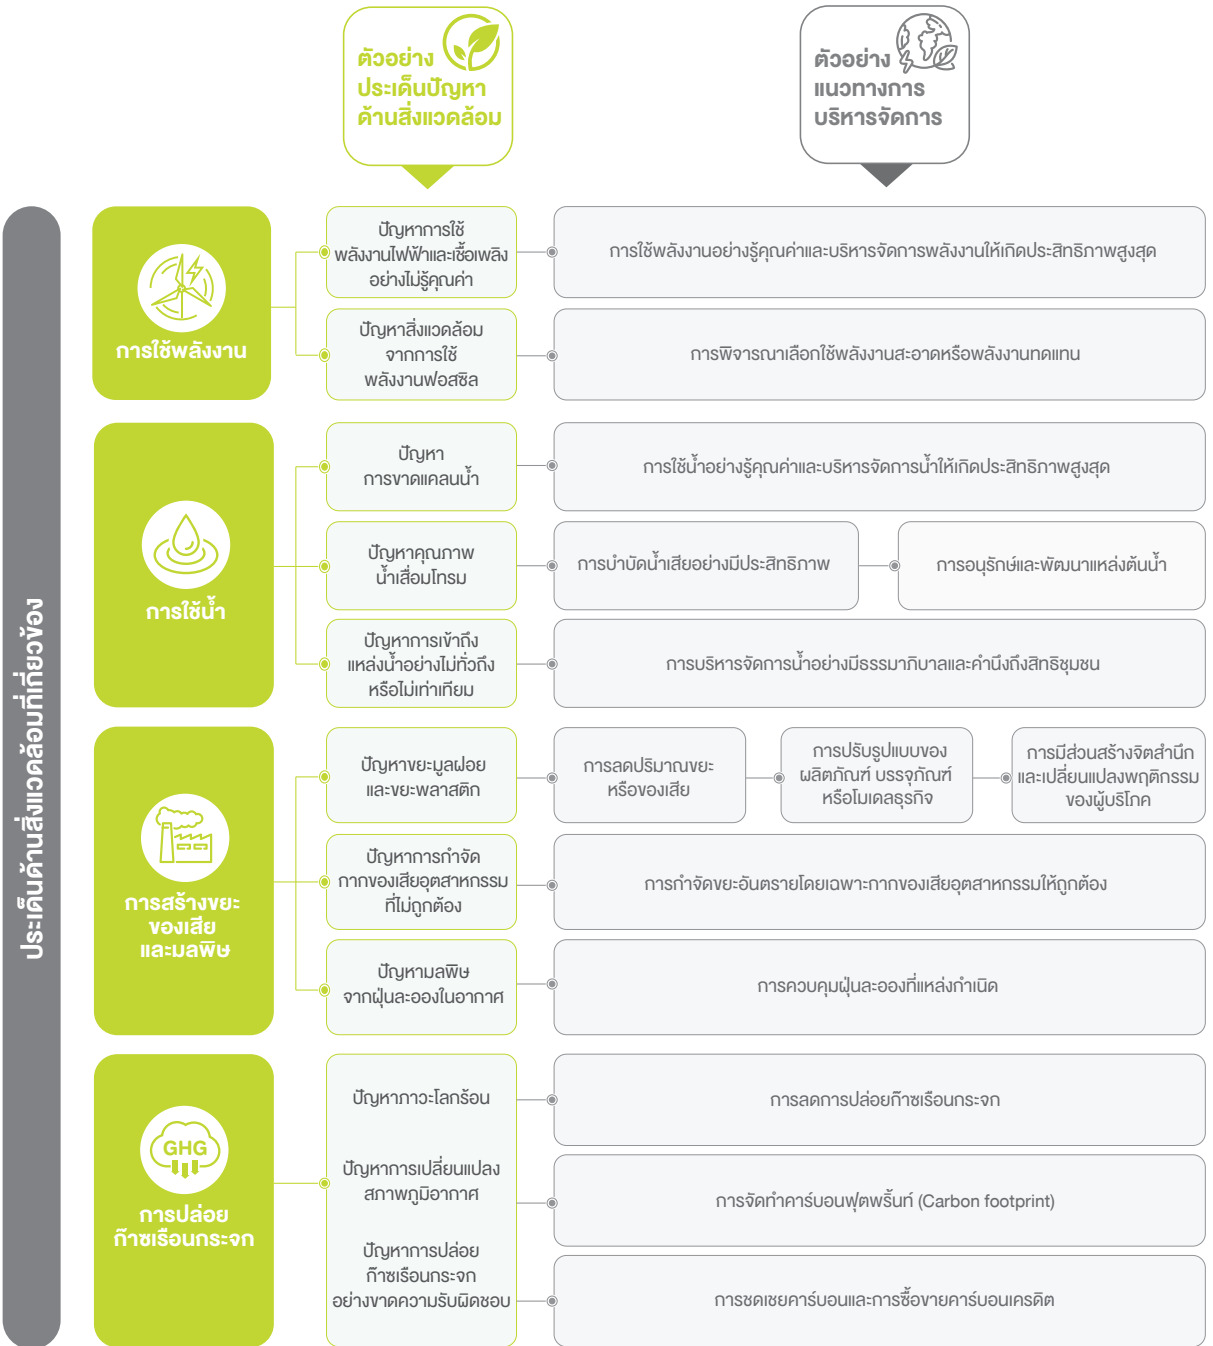 ตัวอย่าง
ประเด็นปัญหา
ด้านสิ่งแวดล้อม
ตัวอย่าง
แนวทางการ
บริหารจัดการ
ประเด็นด้านสิ่งแวดล้อมที่เกี่ยวข้อง
การใช้พลังงาน
ปัญหาการใช้
พลังงานไฟฟ้าและเชื้อเพลิง
อย่างไม่รู้คุณค่า
การใช้พลังงานอย่างรู้คุณค่าและบริหารจัดการพลังงานให้เกิดประสิทธิภาพสูงสุด
ปัญหาสิ่งแวดล้อม
จากการใช้
พลังงานฟอสซิล
การพิจารณาเลือกใช้พลังงานสะอาดหรือพลังงานทดแทน
การใช้น้ำ
ปัญหา
การขาดแคลนน้ำ
การใช้น้ำอย่างรู้คุณค่าและบริหารจัดการน้ำให้เกิดประสิทธิภาพสูงสุด
ปัญหาคุณภาพ
น้ำเสื่อมโทรม
การบำบัดน้ำเสียอย่างมีประสิทธิภาพ
การอนุรักษ์และพัฒนาแหล่งต้นน้ำ
ปัญหาการเข้าถึง
แหล่งน้ำอย่างไม่ทั่วถึง
หรือไม่เท่าเทียม
การบริหารจัดการน้ำอย่างมีธรรมาภิบาลและคำนึงถึงสิทธิชุมชน
การสร้างขยะ
ของเสีย
และมลพิษ
ปัญหาขยะมูลฝอย
และขยะพลาสติก
การลดปริมาณขยะ
หรือของเสีย
การปรับรูปแบบของ
ผลิตภัณฑ์ บรรจุภัณฑ์
หรือโมเดลธุรกิจ
การมีส่วนสร้างจิตสำนึก
และเปลี่ยนแปลงพฤติกรรม
ของผู้บริโภค
ปัญหาการกำจัด
กากของเสียอุตสาหกรรม
ที่ไม่ถูกต้อง
การกำจัดขยะอันตรายโดยเฉพาะกากของเสียอุตสาหกรรมให้ถูกต้อง
ปัญหามลพิษ
จากฝุ่นละอองในอากาศ
การควบคุมฝุ่นละอองที่แหล่งกำเนิด
GHG
การปล่อย
ก๊าซเรือนกระจก
ปัญหาภาวะโลกร้อน
การลดการปล่อยก๊าซเรือนกระจก
ปัญหาการเปลี่ยนแปลง
สภาพภูมิอากาศ
การจัดทำคาร์บอนฟุตพริ้นท์ (Carbon footprint)
ปัญหาการปล่อย
ก๊าซเรือนกระจก
อย่างขาดความรับผิดชอบ
การชดเชยคาร์บอนและการซื้อขายคาร์บอนเครดิต